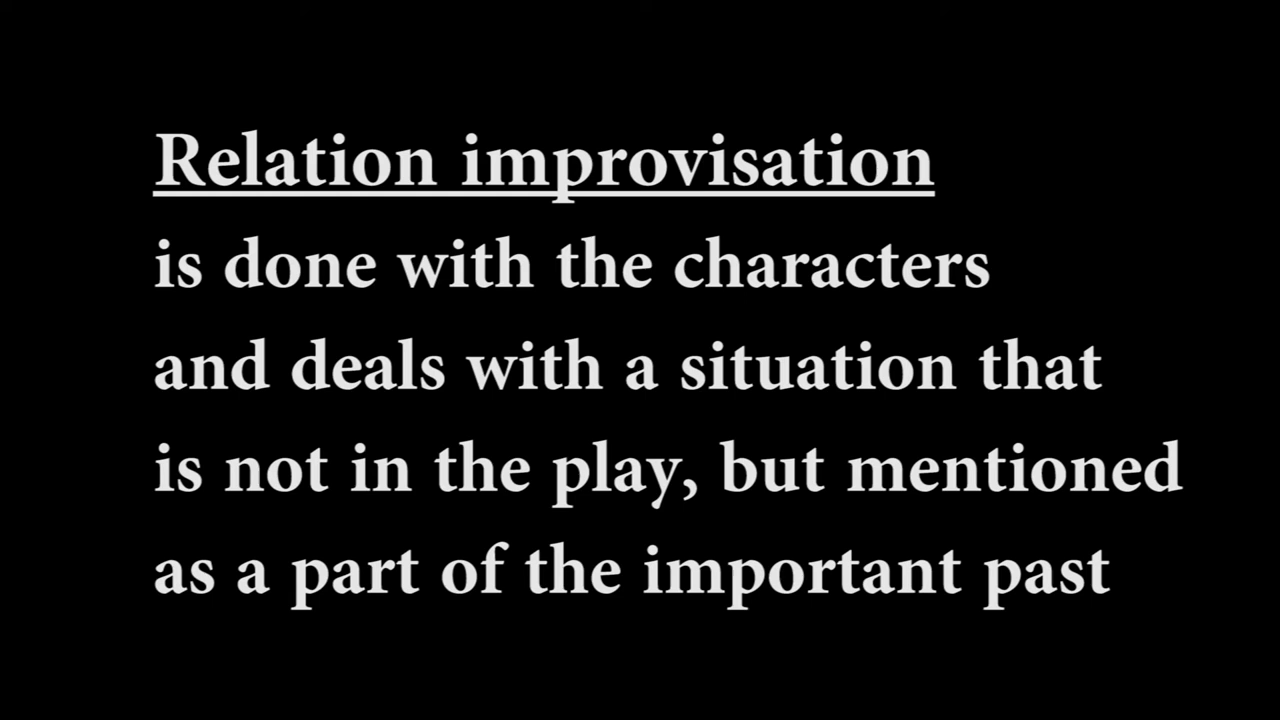 Relation improvisation
is done with the characters
and deals with a situation that
is not in the play, but mentioned
as a part of the important past